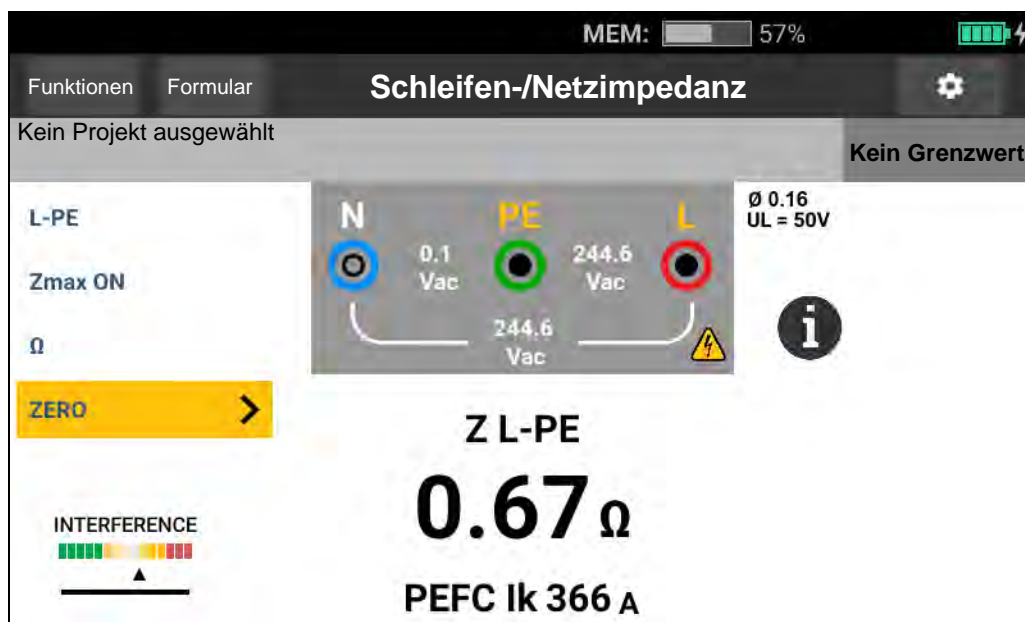 MEM: 57%
Funktionen Formular Schleifen-/Netzimpedanz
Kein Projekt ausgewählt
Kein Grenzwert
L-PE
Zmax ON
Ω
ZERO
INTERFERENCE
N PE L
0.1 Vac
244.6 Vac
244.6 Vac
Ø 0.16
UL = 50V
i
Z L-PE
0.67 Ω
PEFC Ik 366 A